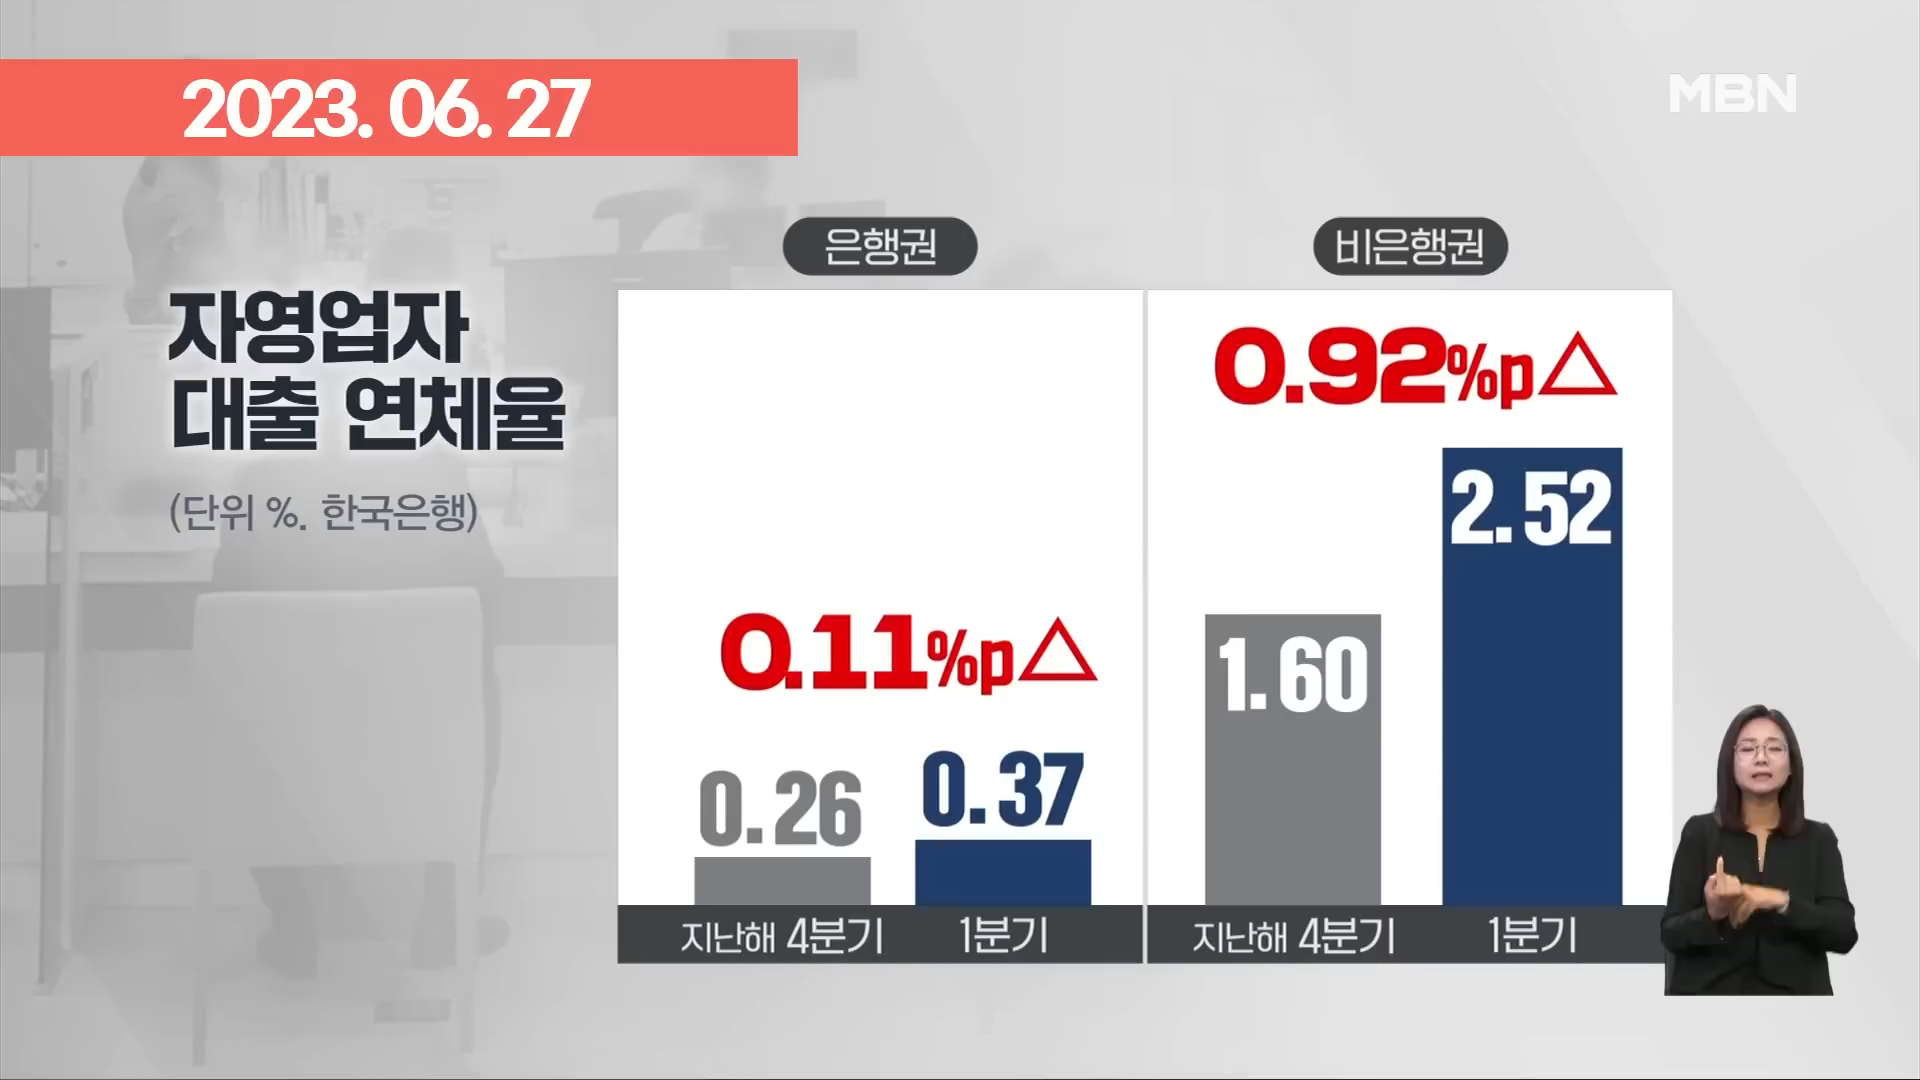 2023. 06. 27
MBN
자영업자
대출 연체율
(단위 %. 한국은행)
은행권
0.11%p△
0.26
0.37
지난해 4분기
1분기
비은행권
0.92%p△
1.60
2.52
지난해 4분기
1분기